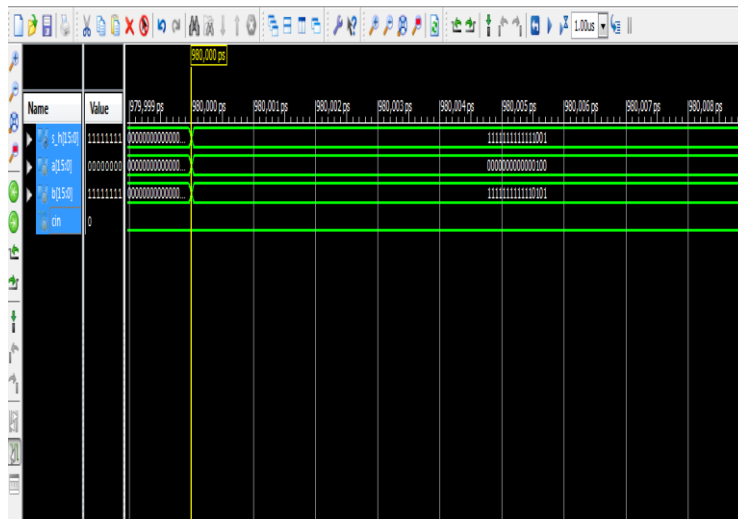 1.00us
980,000 ps
Name Value 979,999 ps 980,000 ps 980,001 ps 980,002 ps 980,003 ps 980,004 ps 980,005 ps 980,006 ps 980,007 ps 980,008 ps
s_h[15:0] 11111111 00000000000000... 1111111111111001
a[15:0] 00000000 00000000000000... 0000000000000100
b[15:0] 11111111 00000000000000... 1111111111110101
cin 0